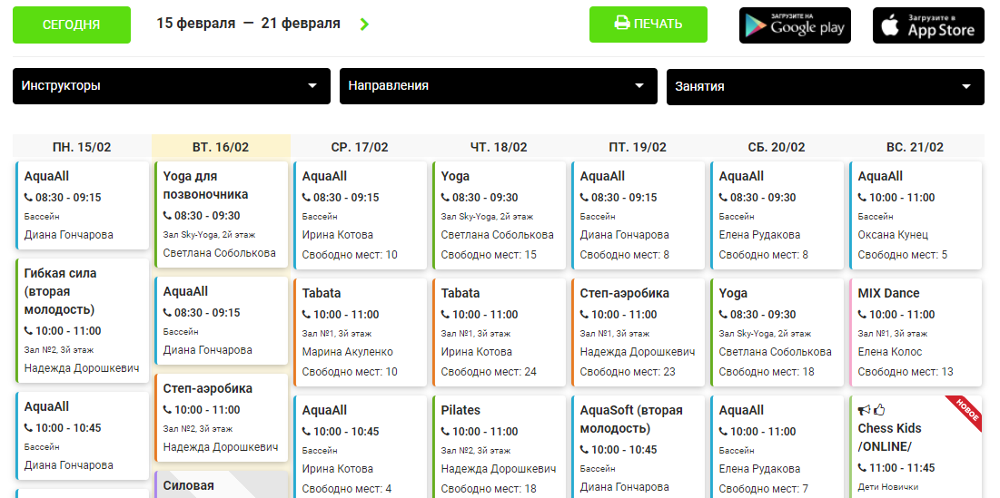 СЕГОДНЯ
15 февраля — 21 февраля
ПЕЧАТЬ
ЗАГРУЗИТЕ НА
Google play
Загрузите в
App Store
Инструкторы
Направления
Занятия
ПН. 15/02
AquaAll
08:30 - 09:15
Бассейн
Диана Гончарова
Гибкая сила
(вторая
молодость)
10:00 - 11:00
Зал №2, 3й этаж
Надежда Дорошкевич
AquaAll
10:00 - 10:45
Бассейн
Диана Гончарова
ВТ. 16/02
Yoga для
позвоночника
08:30 - 09:30
Зал Sky-Yoga, 2й этаж
Светлана Соболькова
AquaAll
08:30 - 09:15
Бассейн
Диана Гончарова
Степ-аэробика
10:00 - 11:00
Зал №2, 3й этаж
Надежда Дорошкевич
Силовая
СР. 17/02
AquaAll
08:30 - 09:15
Бассейн
Ирина Котова
Свободно мест: 10
Tabata
10:00 - 11:00
Зал №1, 3й этаж
Марина Акуленко
Свободно мест: 10
AquaAll
10:00 - 10:45
Бассейн
Ирина Котова
Свободно мест: 4
ЧТ. 18/02
Yoga
08:30 - 09:30
Зал Sky-Yoga, 2й этаж
Светлана Соболькова
Свободно мест: 15
Tabata
10:00 - 11:00
Зал №1, 3й этаж
Ирина Котова
Свободно мест: 24
Pilates
10:00 - 11:00
Зал №2, 3й этаж
Надежда Дорошкевич
Свободно мест: 18
ПТ. 19/02
AquaAll
08:30 - 09:15
Бассейн
Диана Гончарова
Свободно мест: 8
Степ-аэробика
10:00 - 11:00
Зал №1, 3й этаж
Надежда Дорошкевич
Свободно мест: 23
AquaSoft (вторая
молодость)
10:00 - 10:45
Бассейн
Диана Гончарова
СБ. 20/02
AquaAll
08:30 - 09:30
Бассейн
Елена Рудакова
Свободно мест: 8
Yoga
08:30 - 09:30
Зал Sky-Yoga, 2й этаж
Светлана Соболькова
Свободно мест: 18
AquaAll
10:00 - 11:00
Бассейн
Елена Рудакова
Свободно мест: 7
ВС. 21/02
AquaAll
10:00 - 11:00
Бассейн
Оксана Кунец
Свободно мест: 5
MIX Dance
10:00 - 11:00
Зал №1, 3й этаж
Елена Колос
Свободно мест: 13
НОВОЕ
Chess Kids
/ONLINE/
11:00 - 11:45
Дети Новички